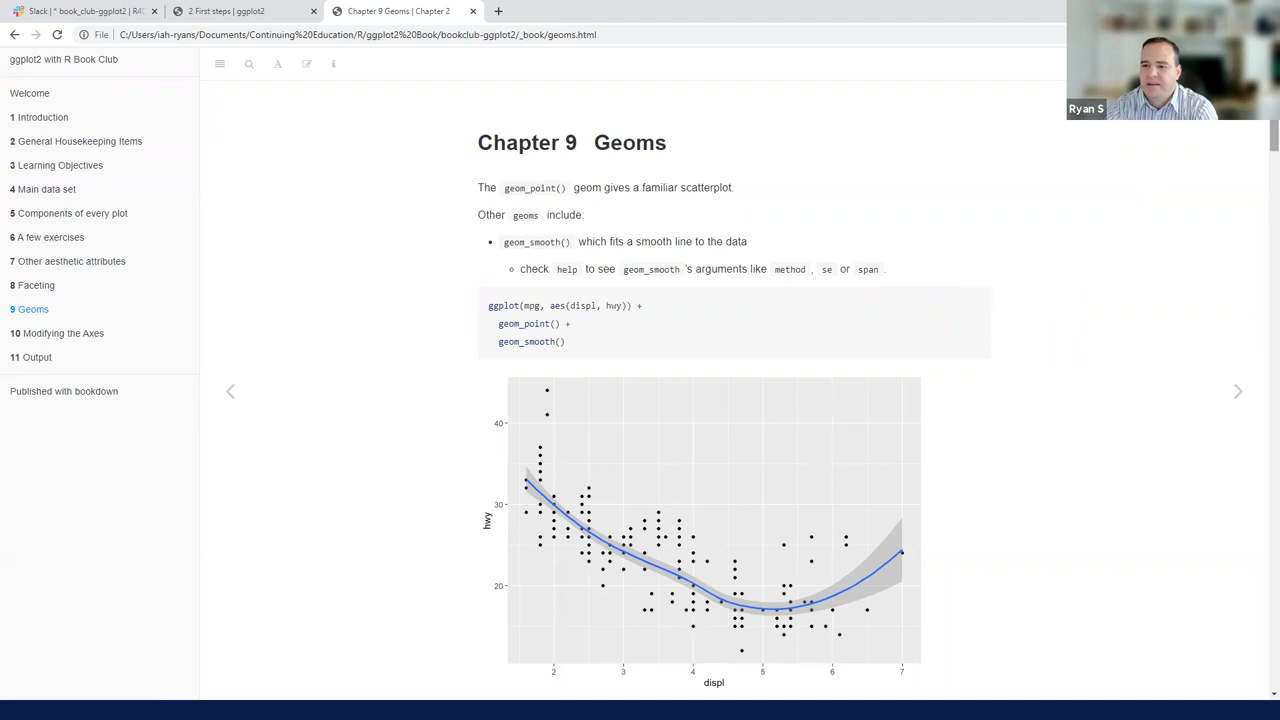 Slack | * book_club-ggplot2 | R4D
2 First steps | ggplot2
Chapter 9 Geoms | Chapter 2
File
C:/Users/iah-ryans/Documents/Continuing%20Education/R/ggplot2%20Book/bookclub-ggplot2/_book/geoms.html
Ryan S
ggplot2 with R Book Club
Welcome
1 Introduction
2 General Housekeeping Items
3 Learning Objectives
4 Main data set
5 Components of every plot
6 A few exercises
7 Other aesthetic attributes
8 Faceting
9 Geoms
10 Modifying the Axes
11 Output
Published with bookdown
Chapter 9 Geoms
The geom_point() geom gives a familiar scatterplot.
Other geoms include:
geom_smooth() which fits a smooth line to the data
check help to see geom_smooth 's arguments like method , se or span .
ggplot(mpg, aes(displ, hwy)) +
geom_point() +
geom_smooth()
40
30
20
hwy
2 3 4 5 6 7
displ